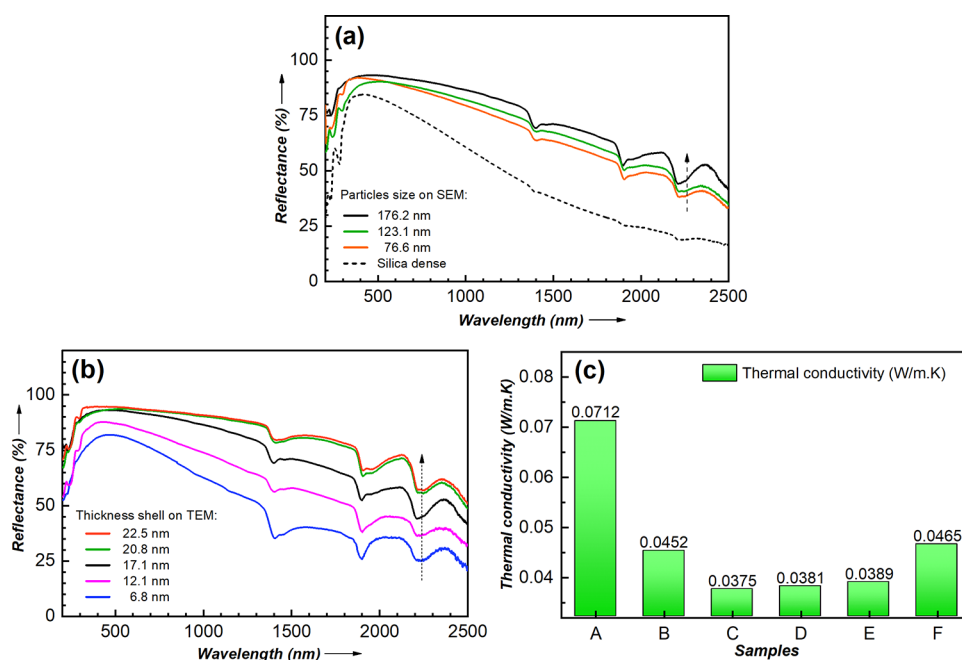 (a)
100
75
50
25
0
Reflectance (%)
Particles size on SEM:
176.2 nm
123.1 nm
76.6 nm
Silica dense
500 1000 1500 2000 2500
Wavelength (nm)
(b)
100
75
50
25
0
Reflectance (%)
Thickness shell on TEM:
22.5 nm
20.8 nm
17.1 nm
12.1 nm
6.8 nm
500 1000 1500 2000 2500
Wavelength (nm)
(c)
Thermal conductivity (W/m.K)
0.08
0.07
0.06
0.05
0.04
Thermal conductivity (W/m.K)
0.0712
0.0452
0.0375
0.0381
0.0389
0.0465
A B C D E F
Samples